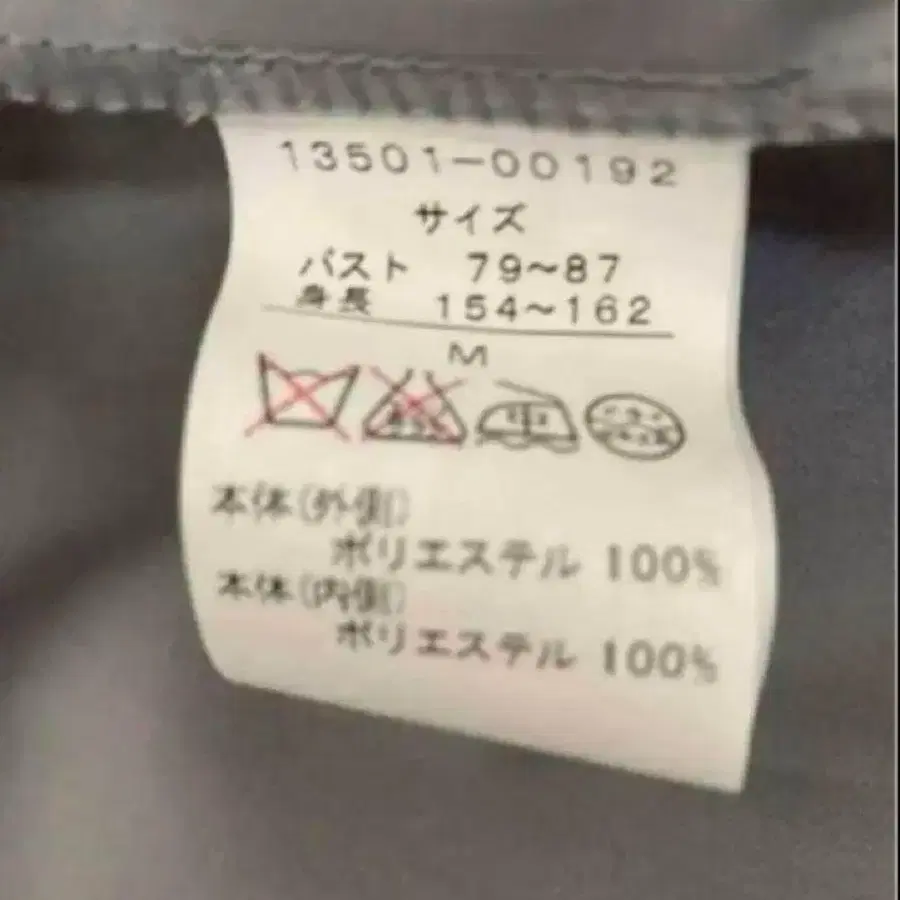 13501-00192
サイズ
バスト 79~87
身長 154~162
M
中
本体(外側)
ポリエステル 100%
本体(内側)
ポリエステル 100%